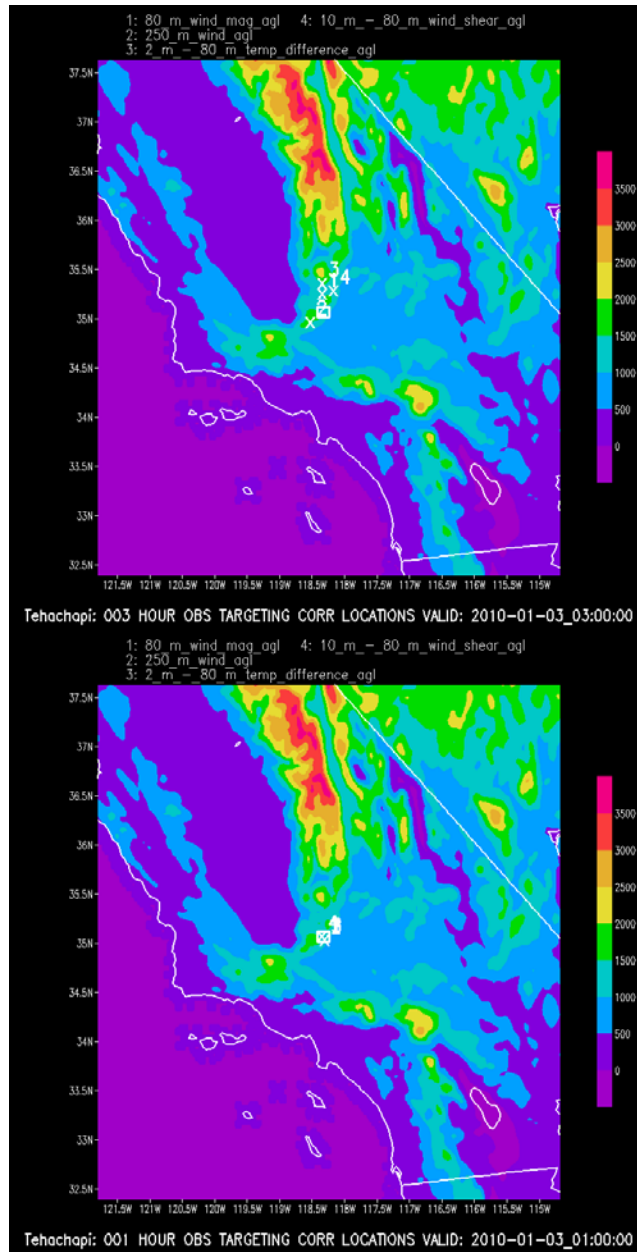 1: 80_m_wind_mag_agl 4: 10_m_-_80_m_wind_shear_agl
2: 250_m_wind_agl
3: 2_m_-_80_m_temp_difference_agl
37.5N
37N
36.5N
36N
35.5N
35N
34.5N
34N
33.5N
33N
32.5N
3
1 4
3500
3000
2500
2000
1500
1000
500
0
121.5W 121W 120.5W 120W 119.5W 119W 118.5W 118W 117.5W 117W 116.5W 116W 115.5W 115W
Tehachapi: 003 HOUR OBS TARGETING CORR LOCATIONS VALID: 2010-01-03_03:00:00
1: 80_m_wind_mag_agl 4: 10_m_-_80_m_wind_shear_agl
2: 250_m_wind_agl
3: 2_m_-_80_m_temp_difference_agl
37.5N
37N
36.5N
36N
35.5N
35N
34.5N
34N
33.5N
33N
32.5N
3500
3000
2500
2000
1500
1000
500
0
121.5W 121W 120.5W 120W 119.5W 119W 118.5W 118W 117.5W 117W 116.5W 116W 115.5W 115W
Tehachapi: 001 HOUR OBS TARGETING CORR LOCATIONS VALID: 2010-01-03_01:00:00